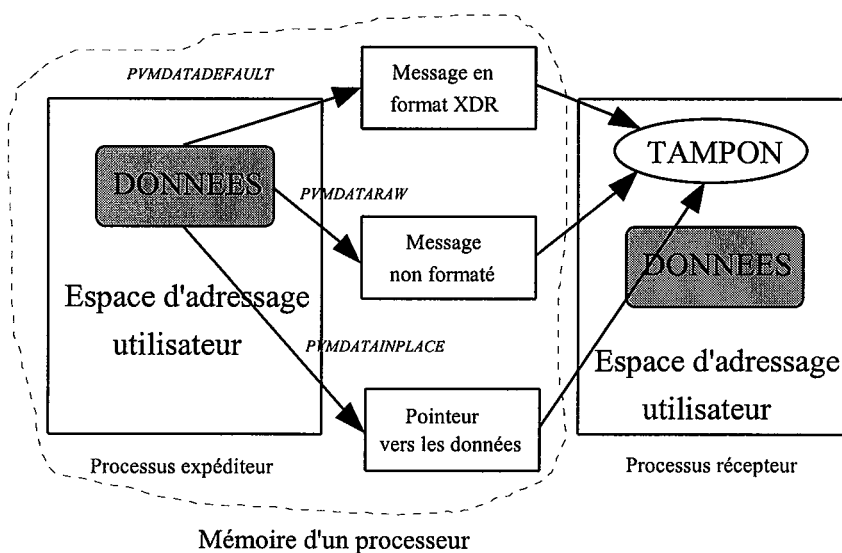 PVMDATADEFAULT
Message en
format XDR
DONNEES
TAMPON
PVMDATARAW
Message
non formaté
DONNEES
Espace d'adressage
utilisateur
PVMDATAINPLACE
Espace d'adressage
utilisateur
Pointeur
vers les données
Processus expéditeur
Processus récepteur
Mémoire d'un processeur